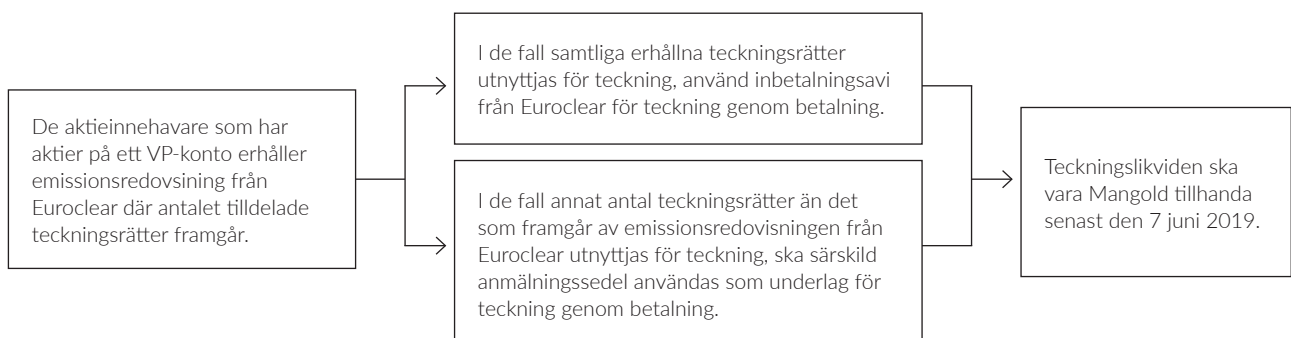 De aktieinnehavare som har
aktier på ett VP-konto erhåller
emissionsredovsining från
Euroclear där antalet tilldelade
teckningsrätter framgår.
I de fall samtliga erhållna teckningsrätter
utnyttjas för teckning, använd inbetalningsavi
från Euroclear för teckning genom betalning.
I de fall annat antal teckningsrätter än det
som framgår av emissionsredovisningen från
Euroclear utnyttjas för teckning, ska särskild
anmälningssedel användas som underlag för
teckning genom betalning.
Teckningslikviden ska
vara Mangold tillhanda
senast den 7 juni 2019.